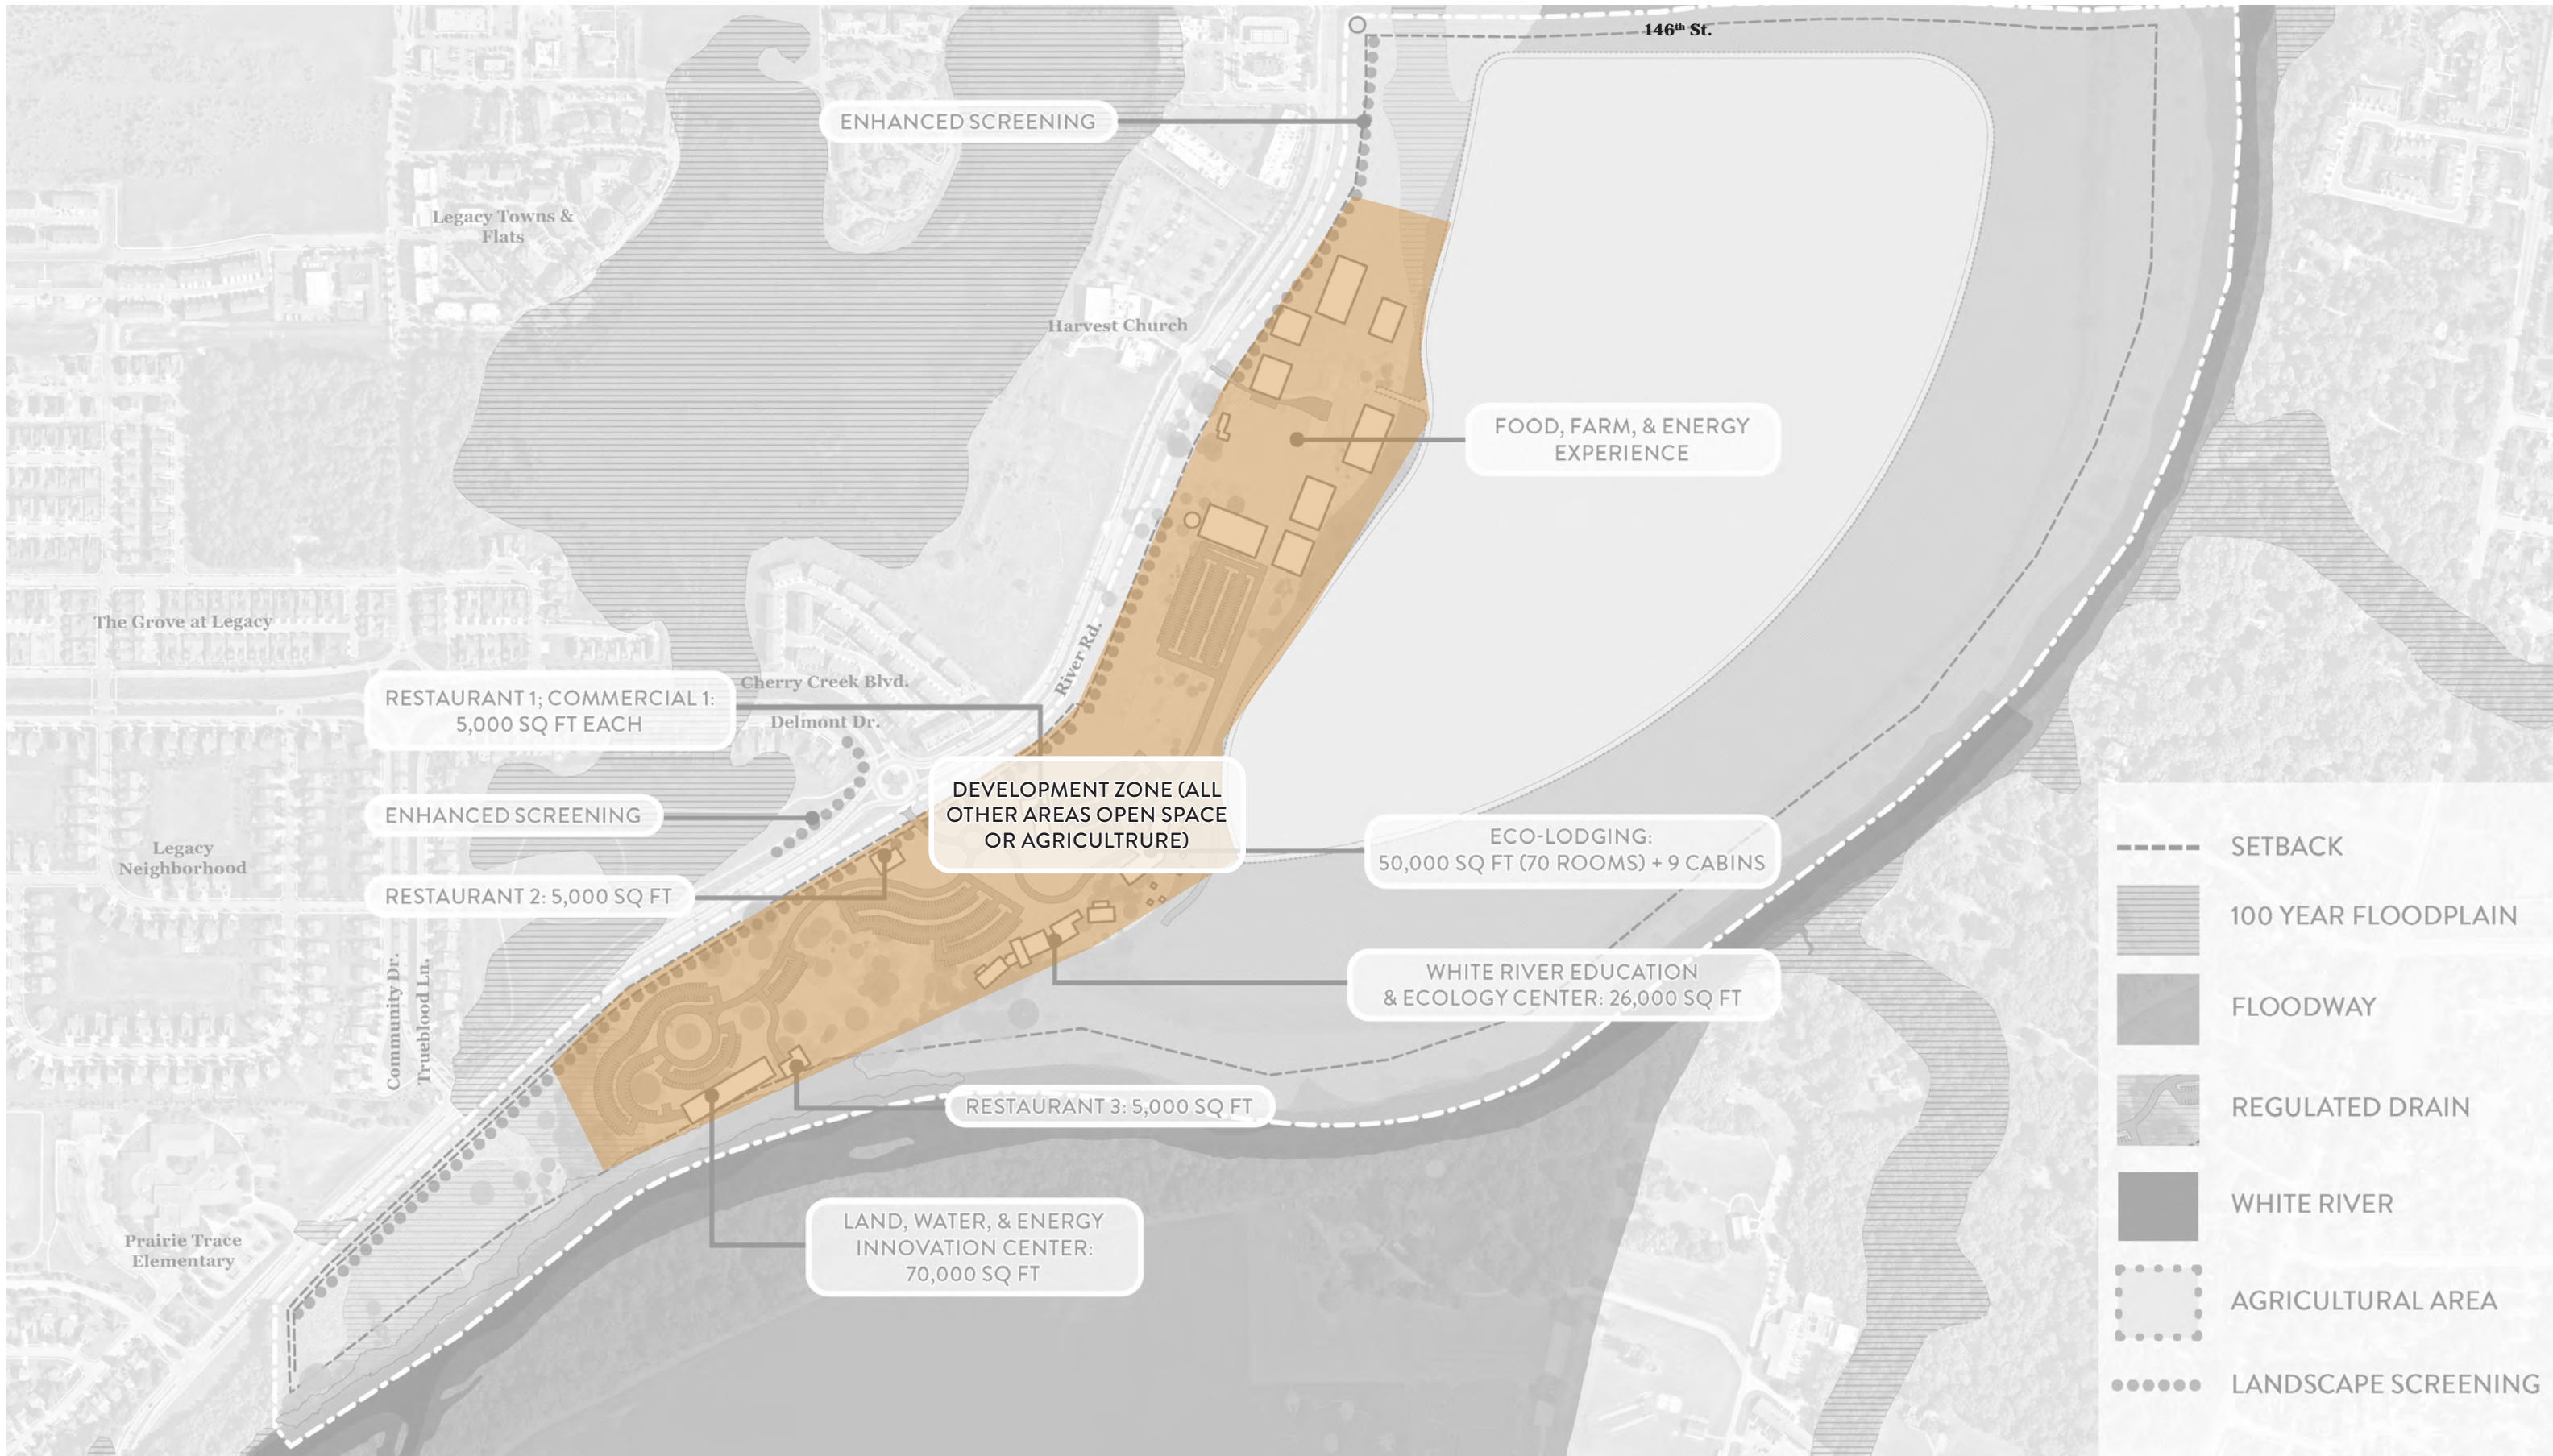 146th St.
ENHANCED SCREENING
Legacy Towns &
Flats
Harvest Church
FOOD, FARM, & ENERGY
EXPERIENCE
The Grove at Legacy
River Rd.
Cherry Creek Blvd.
RESTAURANT 1; COMMERCIAL 1:
5,000 SQ FT EACH
Delmont Dr.
DEVELOPMENT ZONE (ALL
OTHER AREAS OPEN SPACE
OR AGRICULTRURE)
ENHANCED SCREENING
Legacy
Neighborhood
ECO-LODGING:
50,000 SQ FT (70 ROOMS) + 9 CABINS
RESTAURANT 2: 5,000 SQ FT
WHITE RIVER EDUCATION
& ECOLOGY CENTER: 26,000 SQ FT
Community Dr.
Trueblood Ln.
RESTAURANT 3: 5,000 SQ FT
LAND, WATER, & ENERGY
INNOVATION CENTER:
70,000 SQ FT
Prairie Trace
Elementary
SETBACK
100 YEAR FLOODPLAIN
FLOODWAY
REGULATED DRAIN
WHITE RIVER
AGRICULTURAL AREA
LANDSCAPE SCREENING